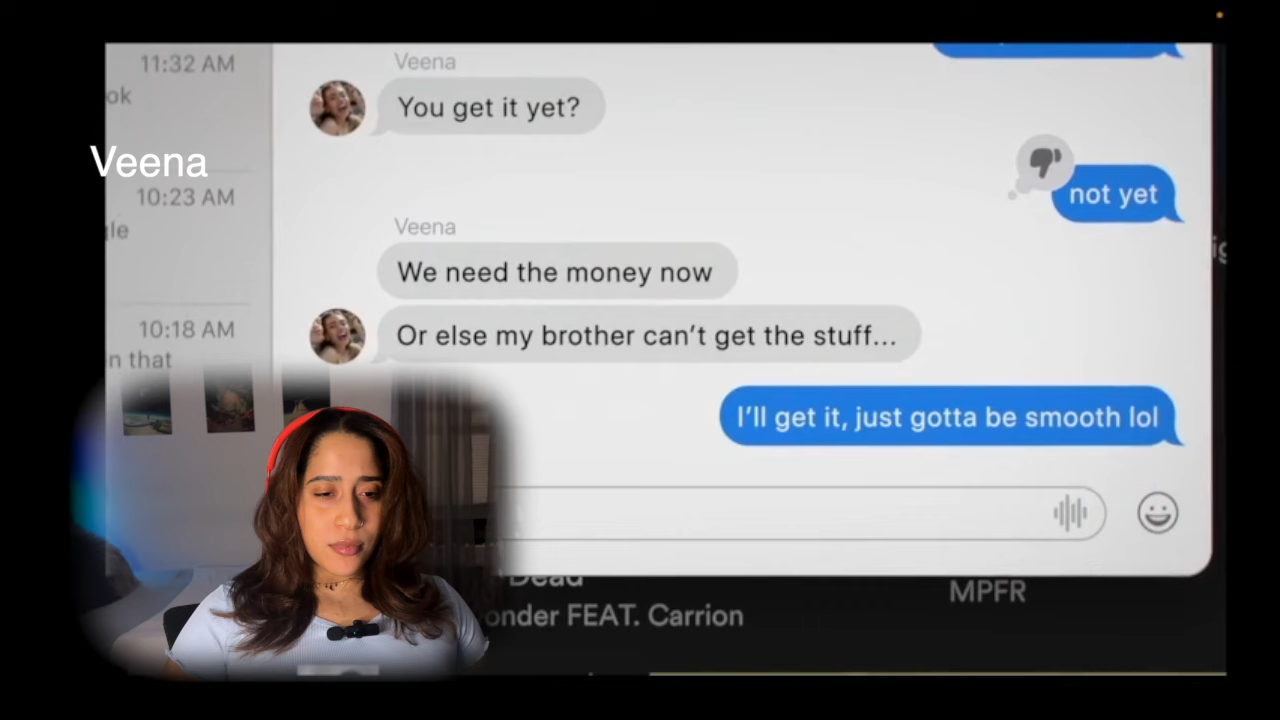 11:32 AM
ok
Veena
You get it yet?
Veena
10:23 AM
not yet
Veena
We need the money now
10:18 AM
n that
Or else my brother can't get the stuff...
I'll get it, just gotta be smooth lol
Dead
onder FEAT. Carrion
MPFR